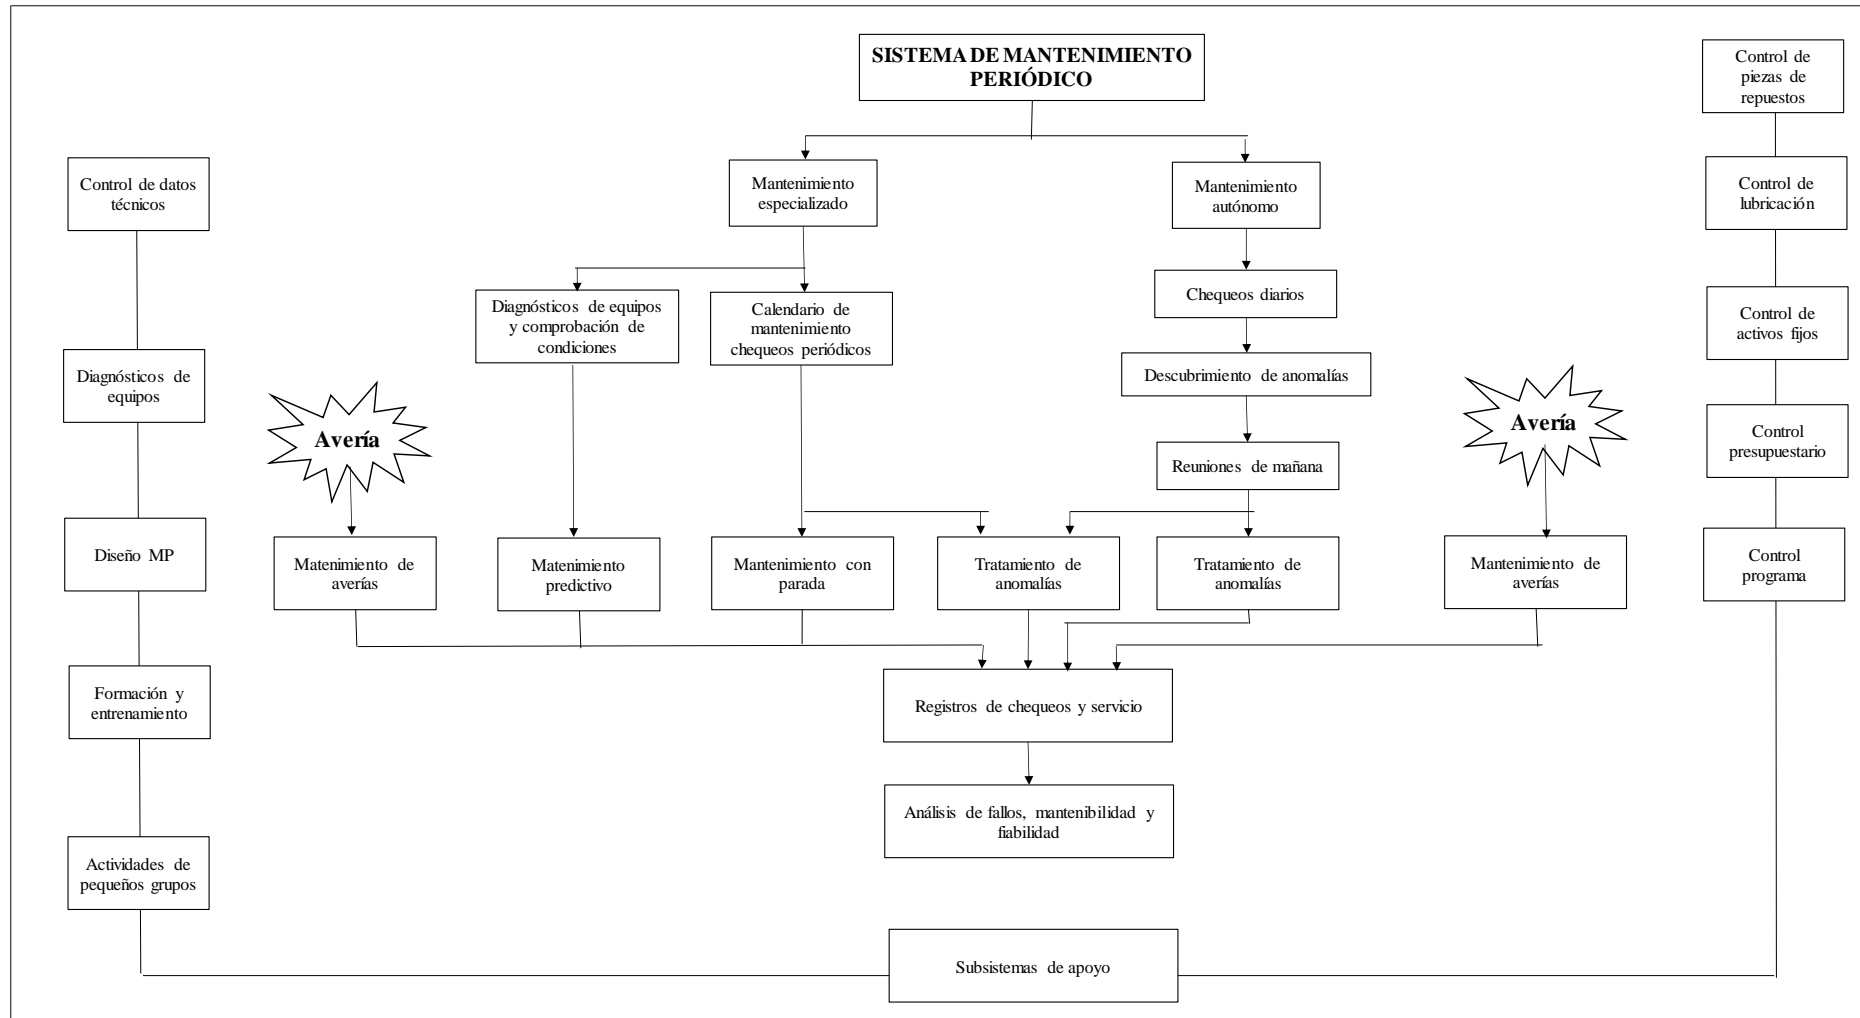 SISTEMA DE MANTENIMIENTO
PERIÓDICO
Control de
piezas de
repuestos
Control de datos
técnicos
Mantenimiento
especializado
Mantenimiento
autónomo
Control de
lubricación
Diagnósticos de equipos
y comprobación de
condiciones
Calendario de
mantenimiento
chequeos periódicos
Chequeos diarios
Control de
activos fijos
Diagnósticos de
equipos
Descubrimiento de anomalías
Avería
Avería
Control
presupuestario
Reuniones de mañana
Diseño MP
Matenimiento de
averías
Matenimiento
predictivo
Mantenimiento con
parada
Tratamiento de
anomalías
Tratamiento de
anomalías
Mantenimiento de
averías
Control
programa
Formación y
entrenamiento
Registros de chequeos y servicio
Análisis de fallos, mantenibilidad y
fiabilidad
Actividades de
pequeños grupos
Subsistemas de apoyo